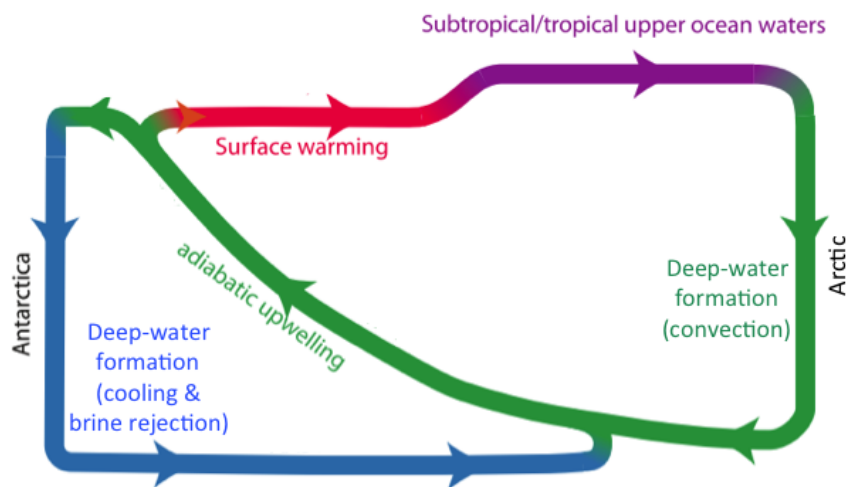 Subtropical/tropical upper ocean waters
Surface warming
adiabatic upwelling
Antarctica
Deep-water
formation
(cooling &
brine rejection)
Deep-water
formation
(convection)
Arctic